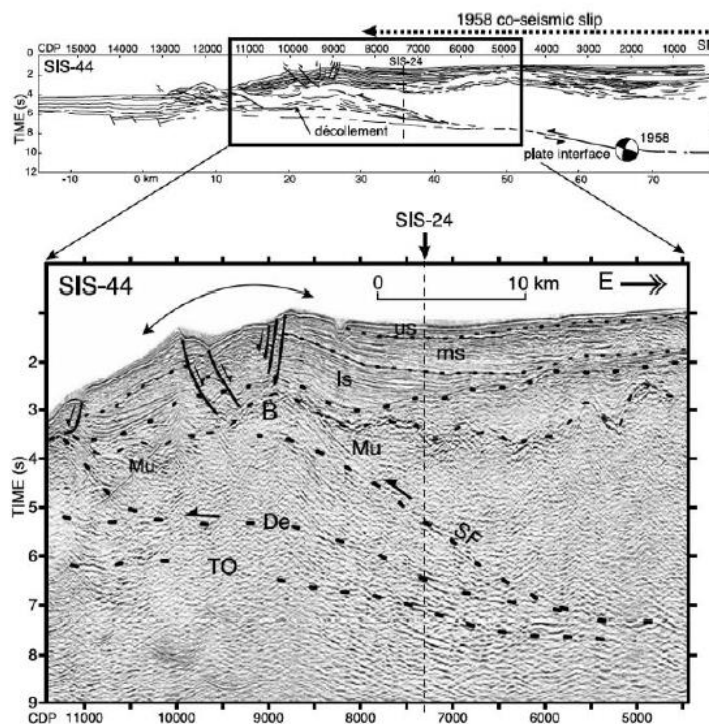 1958 co-seismic slip
CDP 15000 14000 13000 12000 11000 10000 9000 8000 7000 6000 5000 4000 3000 2000 1000 SP
SIS-44
SIS-24
0
2
4
6
8
10
12
TIME (s)
décollement
1958
plate interface
-10 0 km 10 20 30 40 50 60 70
SIS-24
SIS-44
0 10 km
E
us
ms
ls
B
Mu
Mu
De
SF
TO
1
2
3
4
5
6
7
8
9
TIME (s)
CDP 11000 10000 9000 8000 7000 6000 5000